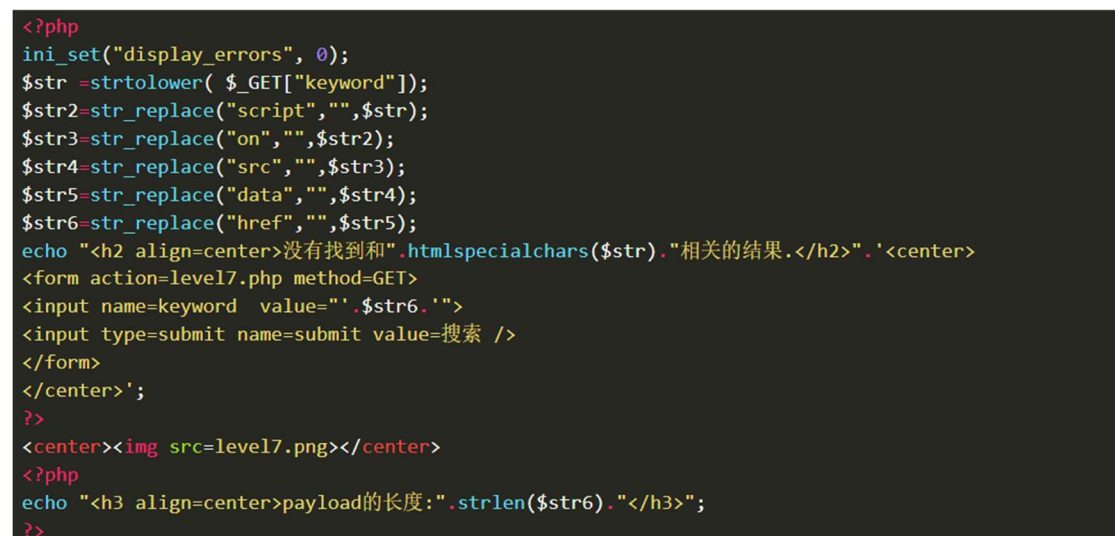 <?php
ini_set("display_errors", 0);
$str =strtolower( $_GET["keyword"]);
$str2=str_replace("script","",$str);
$str3=str_replace("on","",$str2);
$str4=str_replace("src","",$str3);
$str5=str_replace("data","",$str4);
$str6=str_replace("href","",$str5);
echo "<h2 align=center>没有找到和".htmlspecialchars($str)."相关的结果.</h2>".'<center>
<form action=level7.php method=GET>
<input name=keyword  value="'.$str6.'">
<input type=submit name=submit value=搜索 />
</form>
</center>';
?>
<center><img src=level7.png></center>
<?php
echo "<h3 align=center>payload的长度:".strlen($str6)."</h3>";
?>